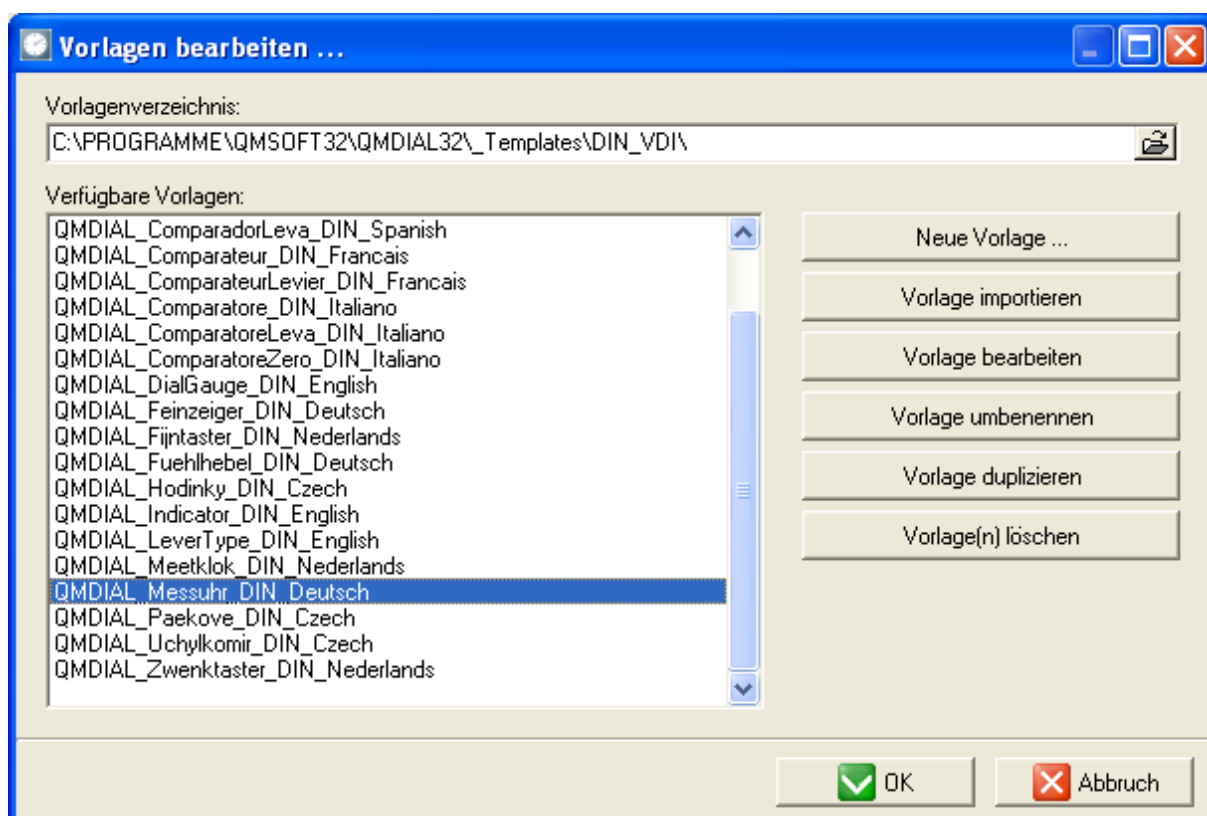 Vorlagen bearbeiten ...
Vorlagenverzeichnis:
C:\PROGRAMME\QMSOFT32\QMDIAL32\_Templates\DIN_VDI\
Verfügbare Vorlagen:
QMDIAL_ComparadorLeva_DIN_Spanish
QMDIAL_Comparateur_DIN_Francais
QMDIAL_ComparateurLevier_DIN_Francais
QMDIAL_Comparatore_DIN_Italiano
QMDIAL_ComparatoreLeva_DIN_Italiano
QMDIAL_ComparatoreZero_DIN_Italiano
QMDIAL_DialGauge_DIN_English
QMDIAL_Feinzeiger_DIN_Deutsch
QMDIAL_Fijntaster_DIN_Nederlands
QMDIAL_Fuehlhebel_DIN_Deutsch
QMDIAL_Hodinky_DIN_Czech
QMDIAL_Indicator_DIN_English
QMDIAL_LeverType_DIN_English
QMDIAL_Meetklok_DIN_Nederlands
QMDIAL_Messuhr_DIN_Deutsch
QMDIAL_Paekove_DIN_Czech
QMDIAL_Uchylkomir_DIN_Czech
QMDIAL_Zwenktaster_DIN_Nederlands
Neue Vorlage ...
Vorlage importieren
Vorlage bearbeiten
Vorlage umbenennen
Vorlage duplizieren
Vorlage(n) löschen
OK
Abbruch